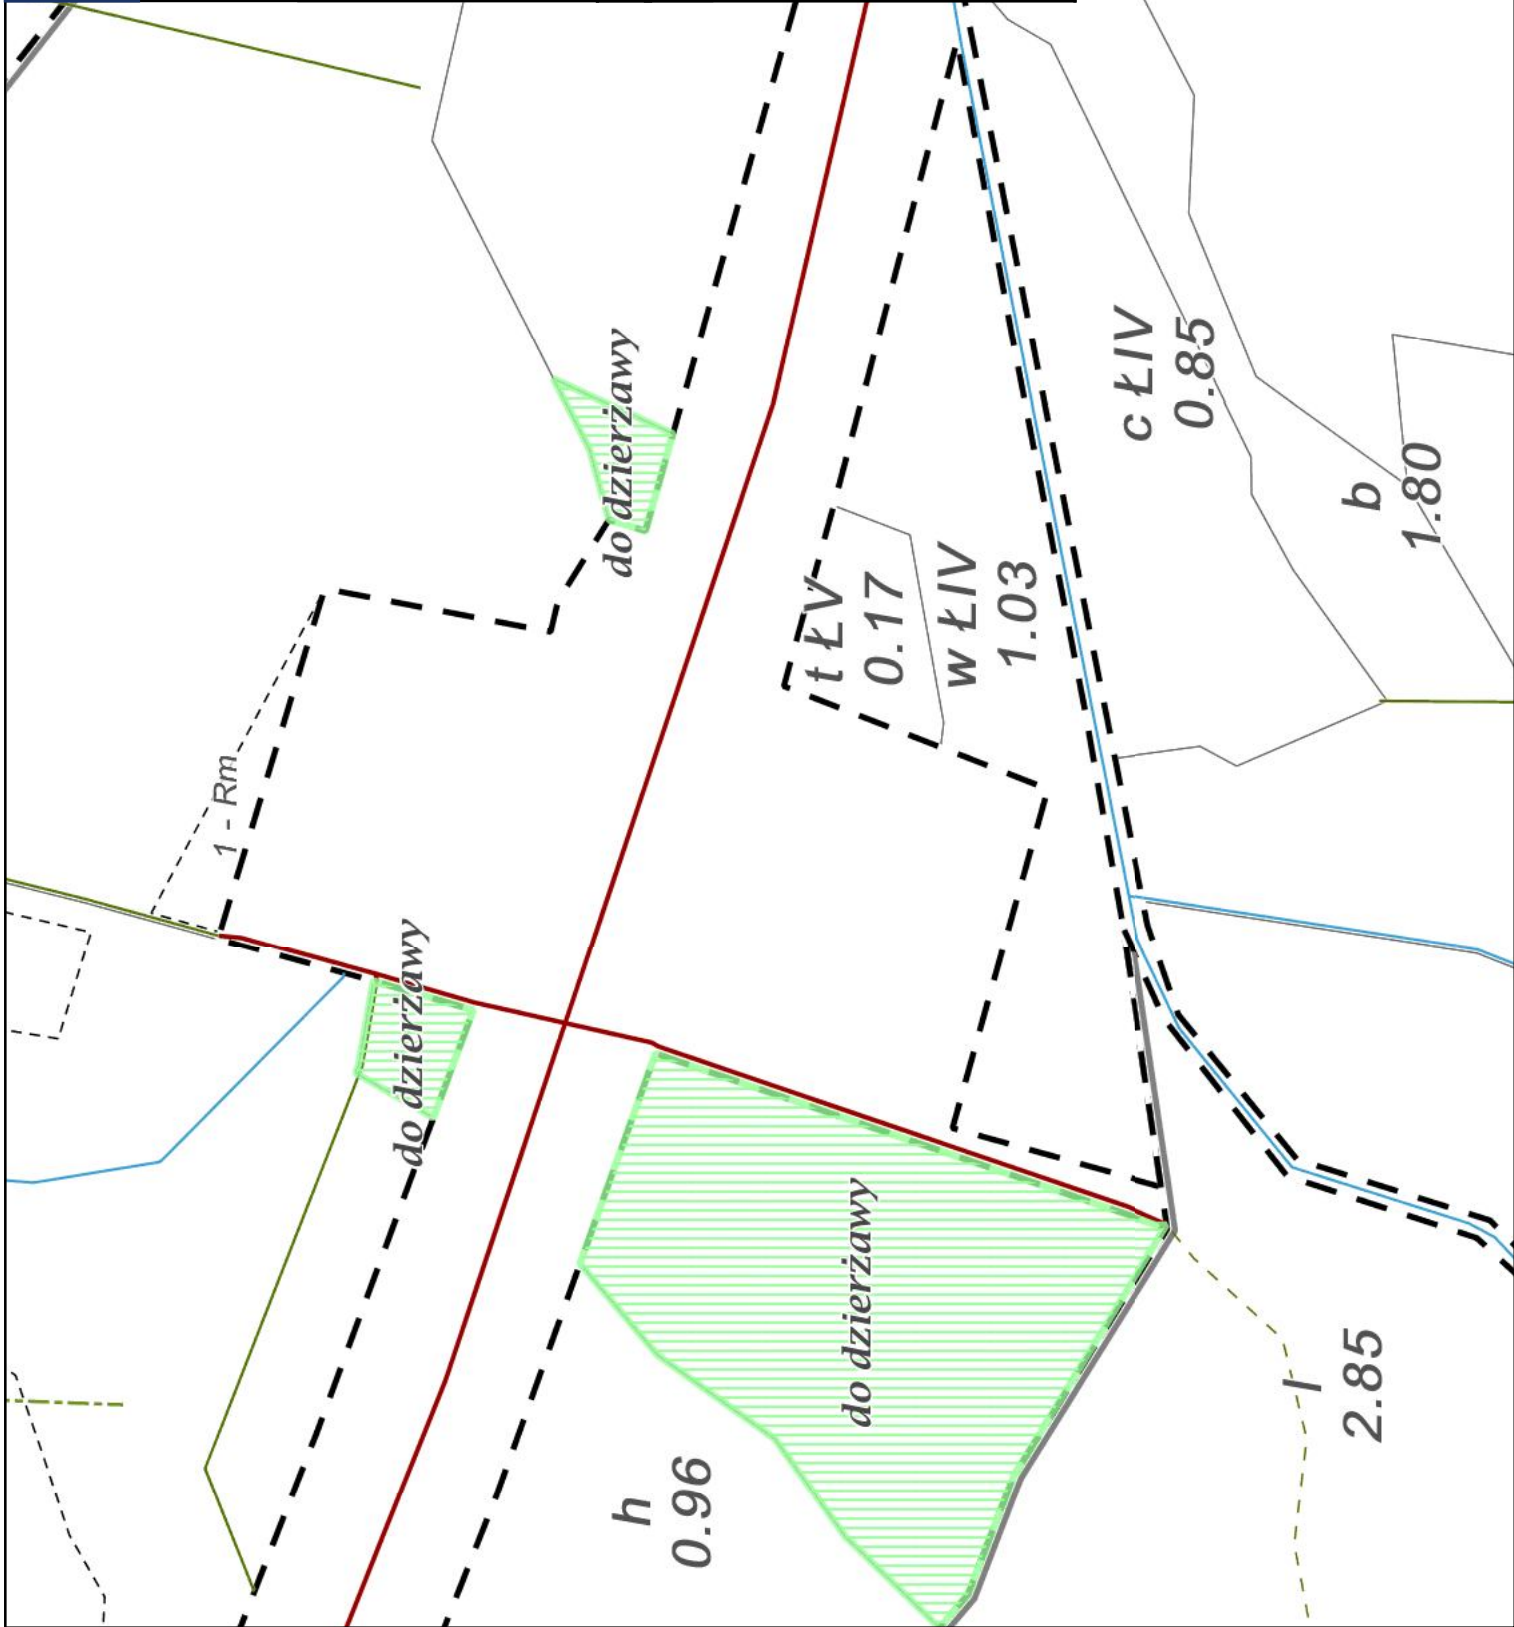 do dzierżawy
c ŁIV
0.85
b
1.80
t ŁV
0.17
w ŁIV
1.03
1 - Rm
do dzierżawy
do dzierżawy
l
2.85
h
0.96